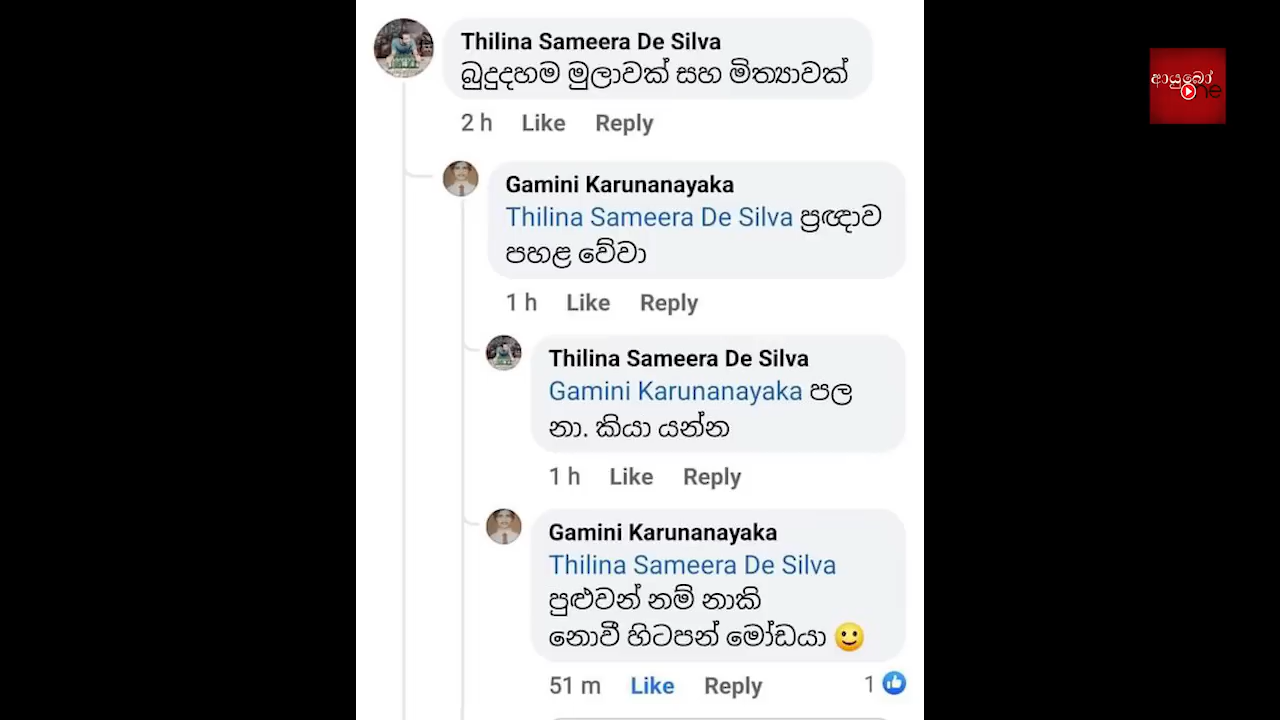 Thilina Sameera De Silva
බුදුදහම මුලාවක් සහ මිත්‍යාවක්
2 h Like Reply
Gamini Karunanayaka
Thilina Sameera De Silva ප්‍රඥාව
පහළ වේවා
1 h Like Reply
Thilina Sameera De Silva
Gamini Karunanayaka පල
නා. කියා යන්න
1 h Like Reply
Gamini Karunanayaka
Thilina Sameera De Silva
පුළුවන් නම් නාකි
නොවී හිටපන් මෝඩයා 🙂
51 m Like Reply 1
ආයුබෝ
One